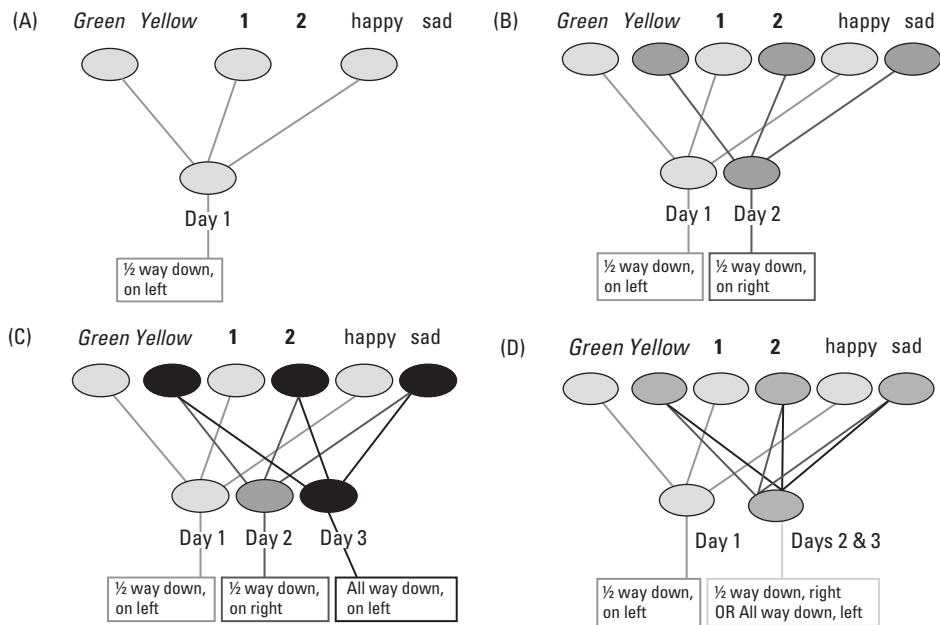 (A) Green Yellow 1 2 happy sad
Day 1
½ way down,
on left
(B) Green Yellow 1 2 happy sad
Day 1 Day 2
½ way down,
on left
½ way down,
on right
(C) Green Yellow 1 2 happy sad
Day 1 Day 2 Day 3
½ way down,
on left
½ way down,
on right
All way down,
on left
(D) Green Yellow 1 2 happy sad
Day 1 Days 2 & 3
½ way down,
on left
½ way down, right
OR All way down, left